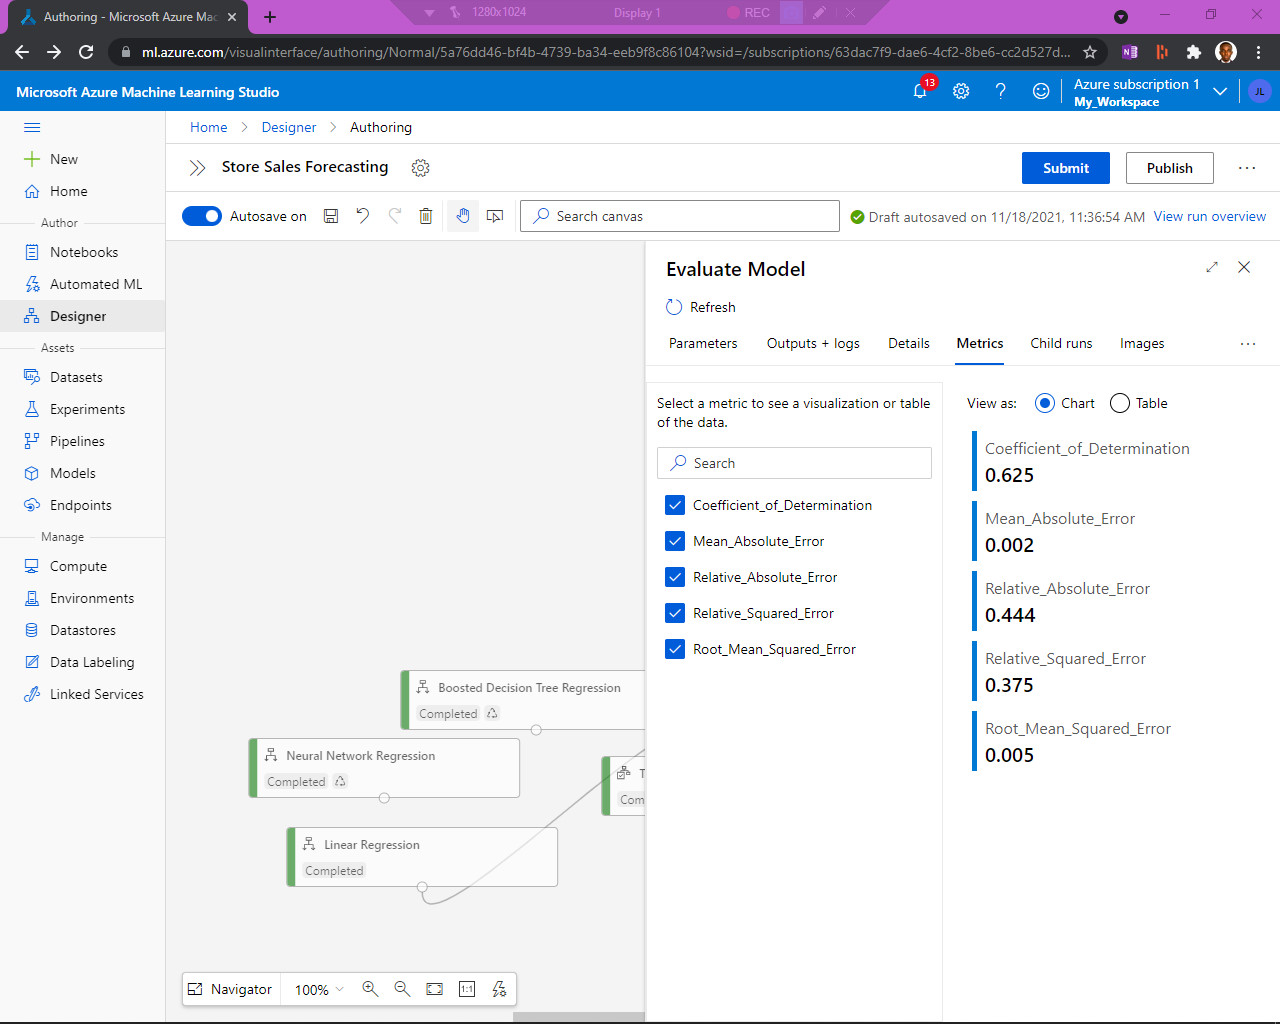 1280x1024
Display 1
REC
Authoring - Microsoft Azure Mac
ml.azure.com/visualinterface/authoring/Normal/5a76dd46-bf4b-4739-ba34-eeb9f8c86104?wsid=/subscriptions/63dac7f9-dae6-4cf2-8be6-cc2d527d...
Microsoft Azure Machine Learning Studio
13
Azure subscription 1
My_Workspace
JL
New
Home
Author
Notebooks
Automated ML
Designer
Assets
Datasets
Experiments
Pipelines
Models
Endpoints
Manage
Compute
Environments
Datastores
Data Labeling
Linked Services
Home > Designer > Authoring
Store Sales Forecasting
Submit
Publish
Autosave on
Search canvas
Draft autosaved on 11/18/2021, 11:36:54 AM
View run overview
Boosted Decision Tree Regression
Completed
Neural Network Regression
Completed
T
Com
Linear Regression
Completed
Navigator
100%
1:1
Evaluate Model
Refresh
Parameters
Outputs + logs
Details
Metrics
Child runs
Images
Select a metric to see a visualization or table
of the data.
Search
Coefficient_of_Determination
Mean_Absolute_Error
Relative_Absolute_Error
Relative_Squared_Error
Root_Mean_Squared_Error
View as:
Chart
Table
Coefficient_of_Determination
0.625
Mean_Absolute_Error
0.002
Relative_Absolute_Error
0.444
Relative_Squared_Error
0.375
Root_Mean_Squared_Error
0.005